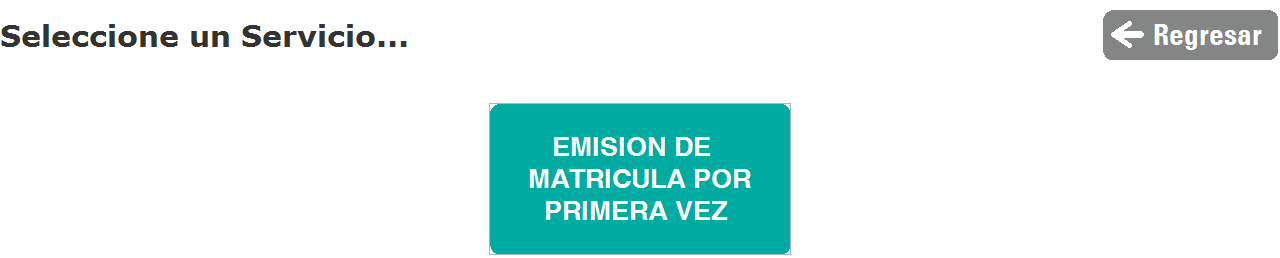 Seleccione un Servicio...
Regresar
EMISION DE
MATRICULA POR
PRIMERA VEZ